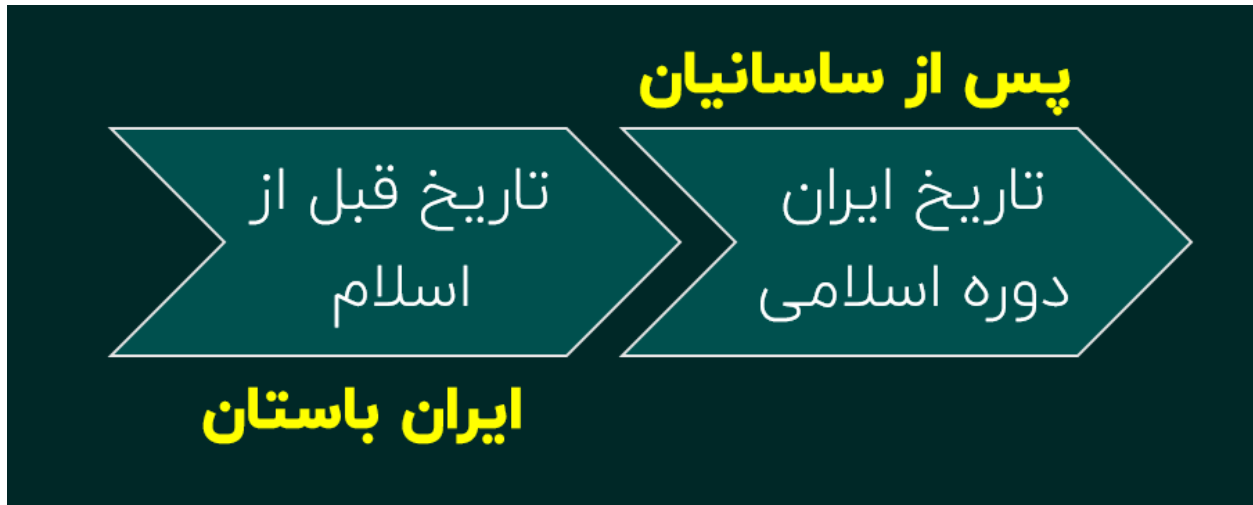 پس از ساسانیان
تاریخ قبل از
اسلام
تاریخ ایران
دوره اسلامی
ایران باستان